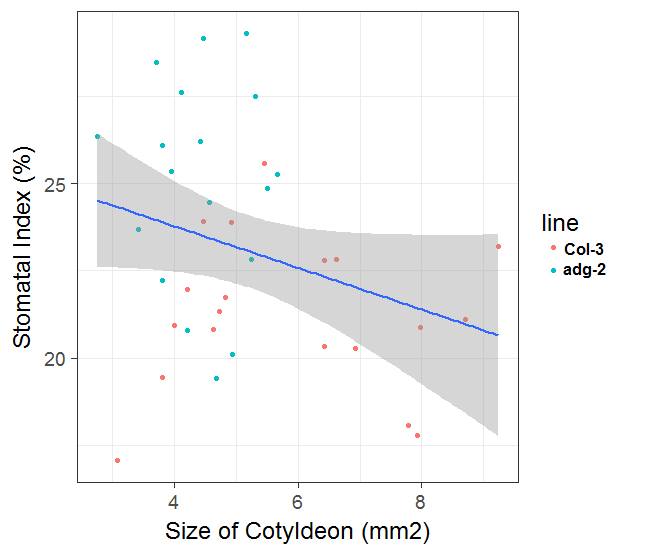 Stomatal Index (%)
25
20
4 6 8
Size of Cotyldeon (mm2)
line
Col-3
adg-2